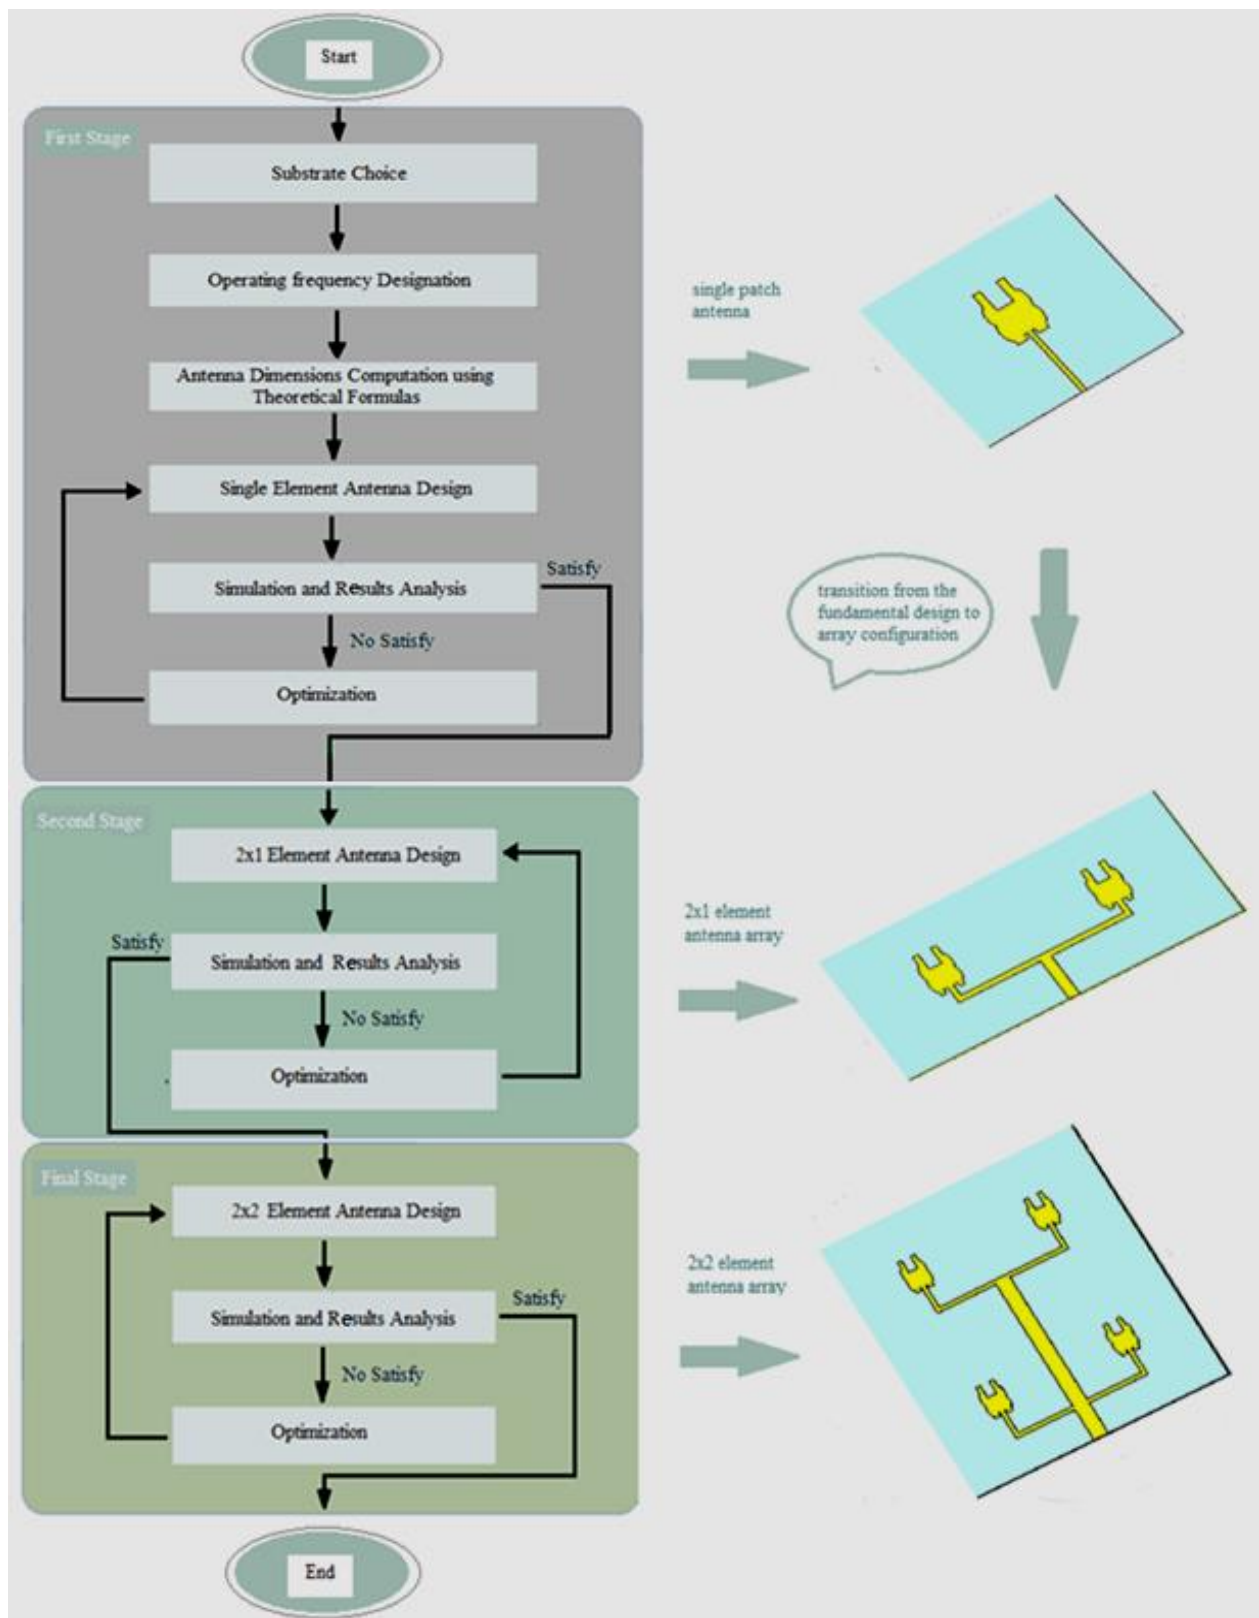 Start
First Stage
Substrate Choice
Operating frequency Designation
Antenna Dimensions Computation using
Theoretical Formulas
Single Element Antenna Design
Simulation and Results Analysis
Satisfy
No Satisfy
Optimization
single patch
antenna
transition from the
fundamental design to
array configuration
Second Stage
2x1 Element Antenna Design
Satisfy
Simulation and Results Analysis
No Satisfy
Optimization
2x1 element
antenna array
Final Stage
2x2 Element Antenna Design
Simulation and Results Analysis
Satisfy
No Satisfy
Optimization
2x2 element
antenna array
End